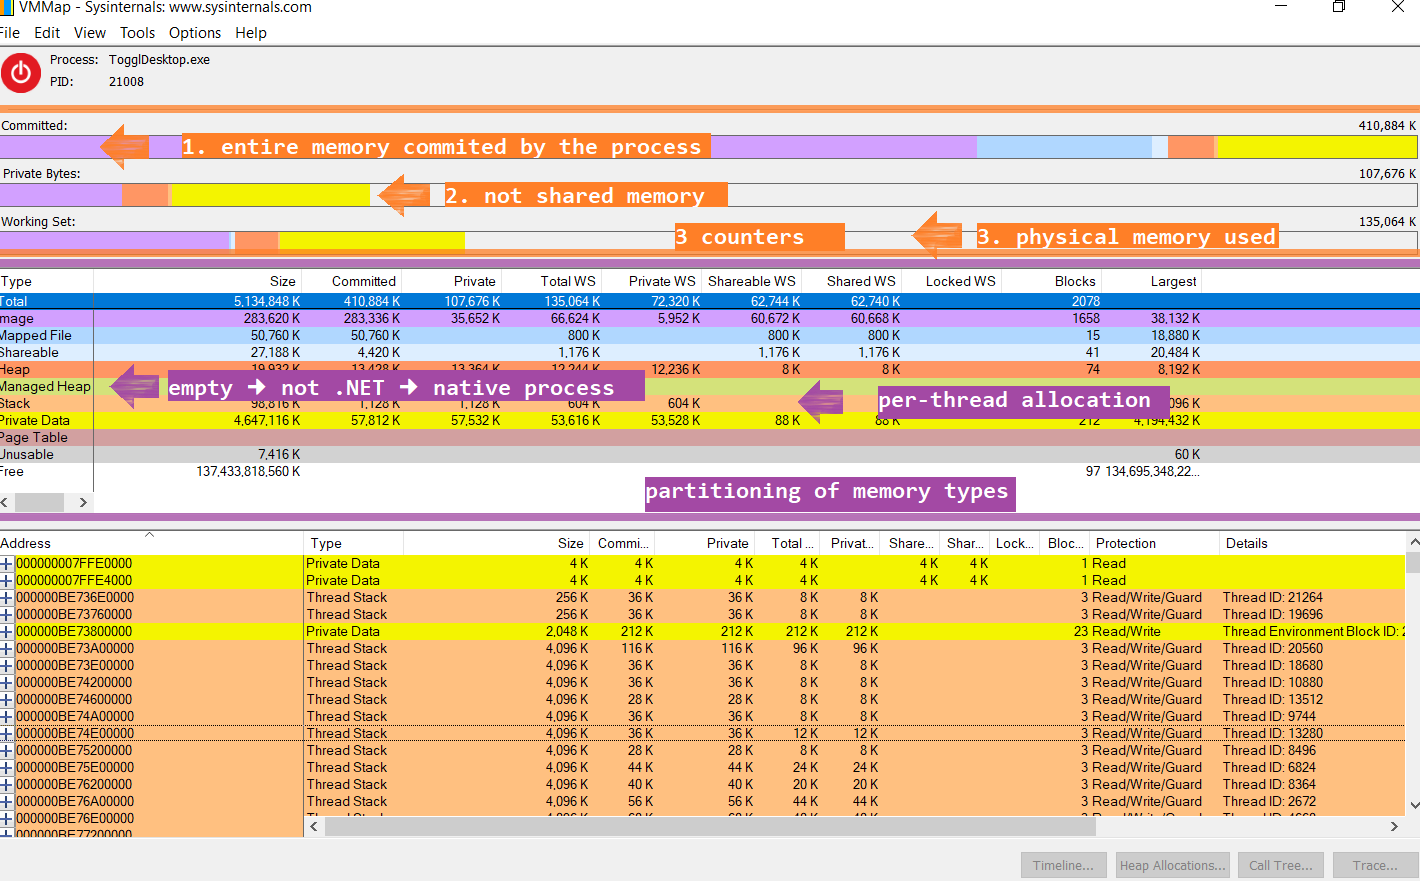 VMMap - Sysinternals: www.sysinternals.com
File Edit View Tools Options Help
Process: TogglDesktop.exe
PID: 21008
Committed: 410,884 K
1. entire memory commited by the process
Private Bytes: 107,676 K
2. not shared memory
Working Set: 135,064 K
3 counters 3. physical memory used
Type Size Committed Private Total WS Private WS Shareable WS Shared WS Locked WS Blocks Largest
Total 5,134,848 K 410,884 K 107,676 K 135,064 K 72,320 K 62,744 K 62,740 K 2078
Image 283,620 K 283,336 K 35,652 K 66,624 K 5,952 K 60,672 K 60,668 K 1658 38,132 K
Mapped File 50,760 K 50,760 K 800 K 800 K 800 K 15 18,880 K
Shareable 27,188 K 4,420 K 1,176 K 1,176 K 1,176 K 41 20,484 K
Heap 19,932 K 13,428 K 13,364 K 12,244 K 12,236 K 8 K 8 K 74 8,192 K
Managed Heap
empty → not .NET → native process
per-thread allocation
Stack 98,816 K 1,128 K 1,128 K 604 K 604 K
Private Data 4,647,116 K 57,812 K 57,532 K 53,616 K 53,528 K 88 K 88 K 212 4,194,432 K
Page Table
Unusable 7,416 K 60 K
Free 137,433,818,560 K 97 134,695,348,22...
partitioning of memory types
Address Type Size Commi... Private Total ... Privat... Share... Shar... Lock... Bloc... Protection Details
000000007FFE0000 Private Data 4 K 4 K 4 K 4 K 4 K 4 K 1 Read
000000007FFE4000 Private Data 4 K 4 K 4 K 4 K 4 K 4 K 1 Read
000000BE736E0000 Thread Stack 256 K 36 K 36 K 8 K 8 K 3 Read/Write/Guard Thread ID: 21264
000000BE73760000 Thread Stack 256 K 36 K 36 K 8 K 8 K 3 Read/Write/Guard Thread ID: 19696
000000BE73800000 Private Data 2,048 K 212 K 212 K 212 K 212 K 23 Read/Write Thread Environment Block ID: 2
000000BE73A00000 Thread Stack 4,096 K 116 K 116 K 96 K 96 K 3 Read/Write/Guard Thread ID: 20560
000000BE73E00000 Thread Stack 4,096 K 36 K 36 K 8 K 8 K 3 Read/Write/Guard Thread ID: 18680
000000BE74200000 Thread Stack 4,096 K 36 K 36 K 8 K 8 K 3 Read/Write/Guard Thread ID: 10880
000000BE74600000 Thread Stack 4,096 K 28 K 28 K 8 K 8 K 3 Read/Write/Guard Thread ID: 13512
000000BE74A00000 Thread Stack 4,096 K 36 K 36 K 8 K 8 K 3 Read/Write/Guard Thread ID: 9744
000000BE74E00000 Thread Stack 4,096 K 36 K 36 K 12 K 12 K 3 Read/Write/Guard Thread ID: 13280
000000BE75200000 Thread Stack 4,096 K 28 K 28 K 8 K 8 K 3 Read/Write/Guard Thread ID: 8496
000000BE75E00000 Thread Stack 4,096 K 44 K 44 K 24 K 24 K 3 Read/Write/Guard Thread ID: 6824
000000BE76200000 Thread Stack 4,096 K 40 K 40 K 20 K 20 K 3 Read/Write/Guard Thread ID: 8364
000000BE76A00000 Thread Stack 4,096 K 56 K 56 K 44 K 44 K 3 Read/Write/Guard Thread ID: 2672
000000BE76E00000
000000BE77200000
Timeline... Heap Allocations... Call Tree... Trace...